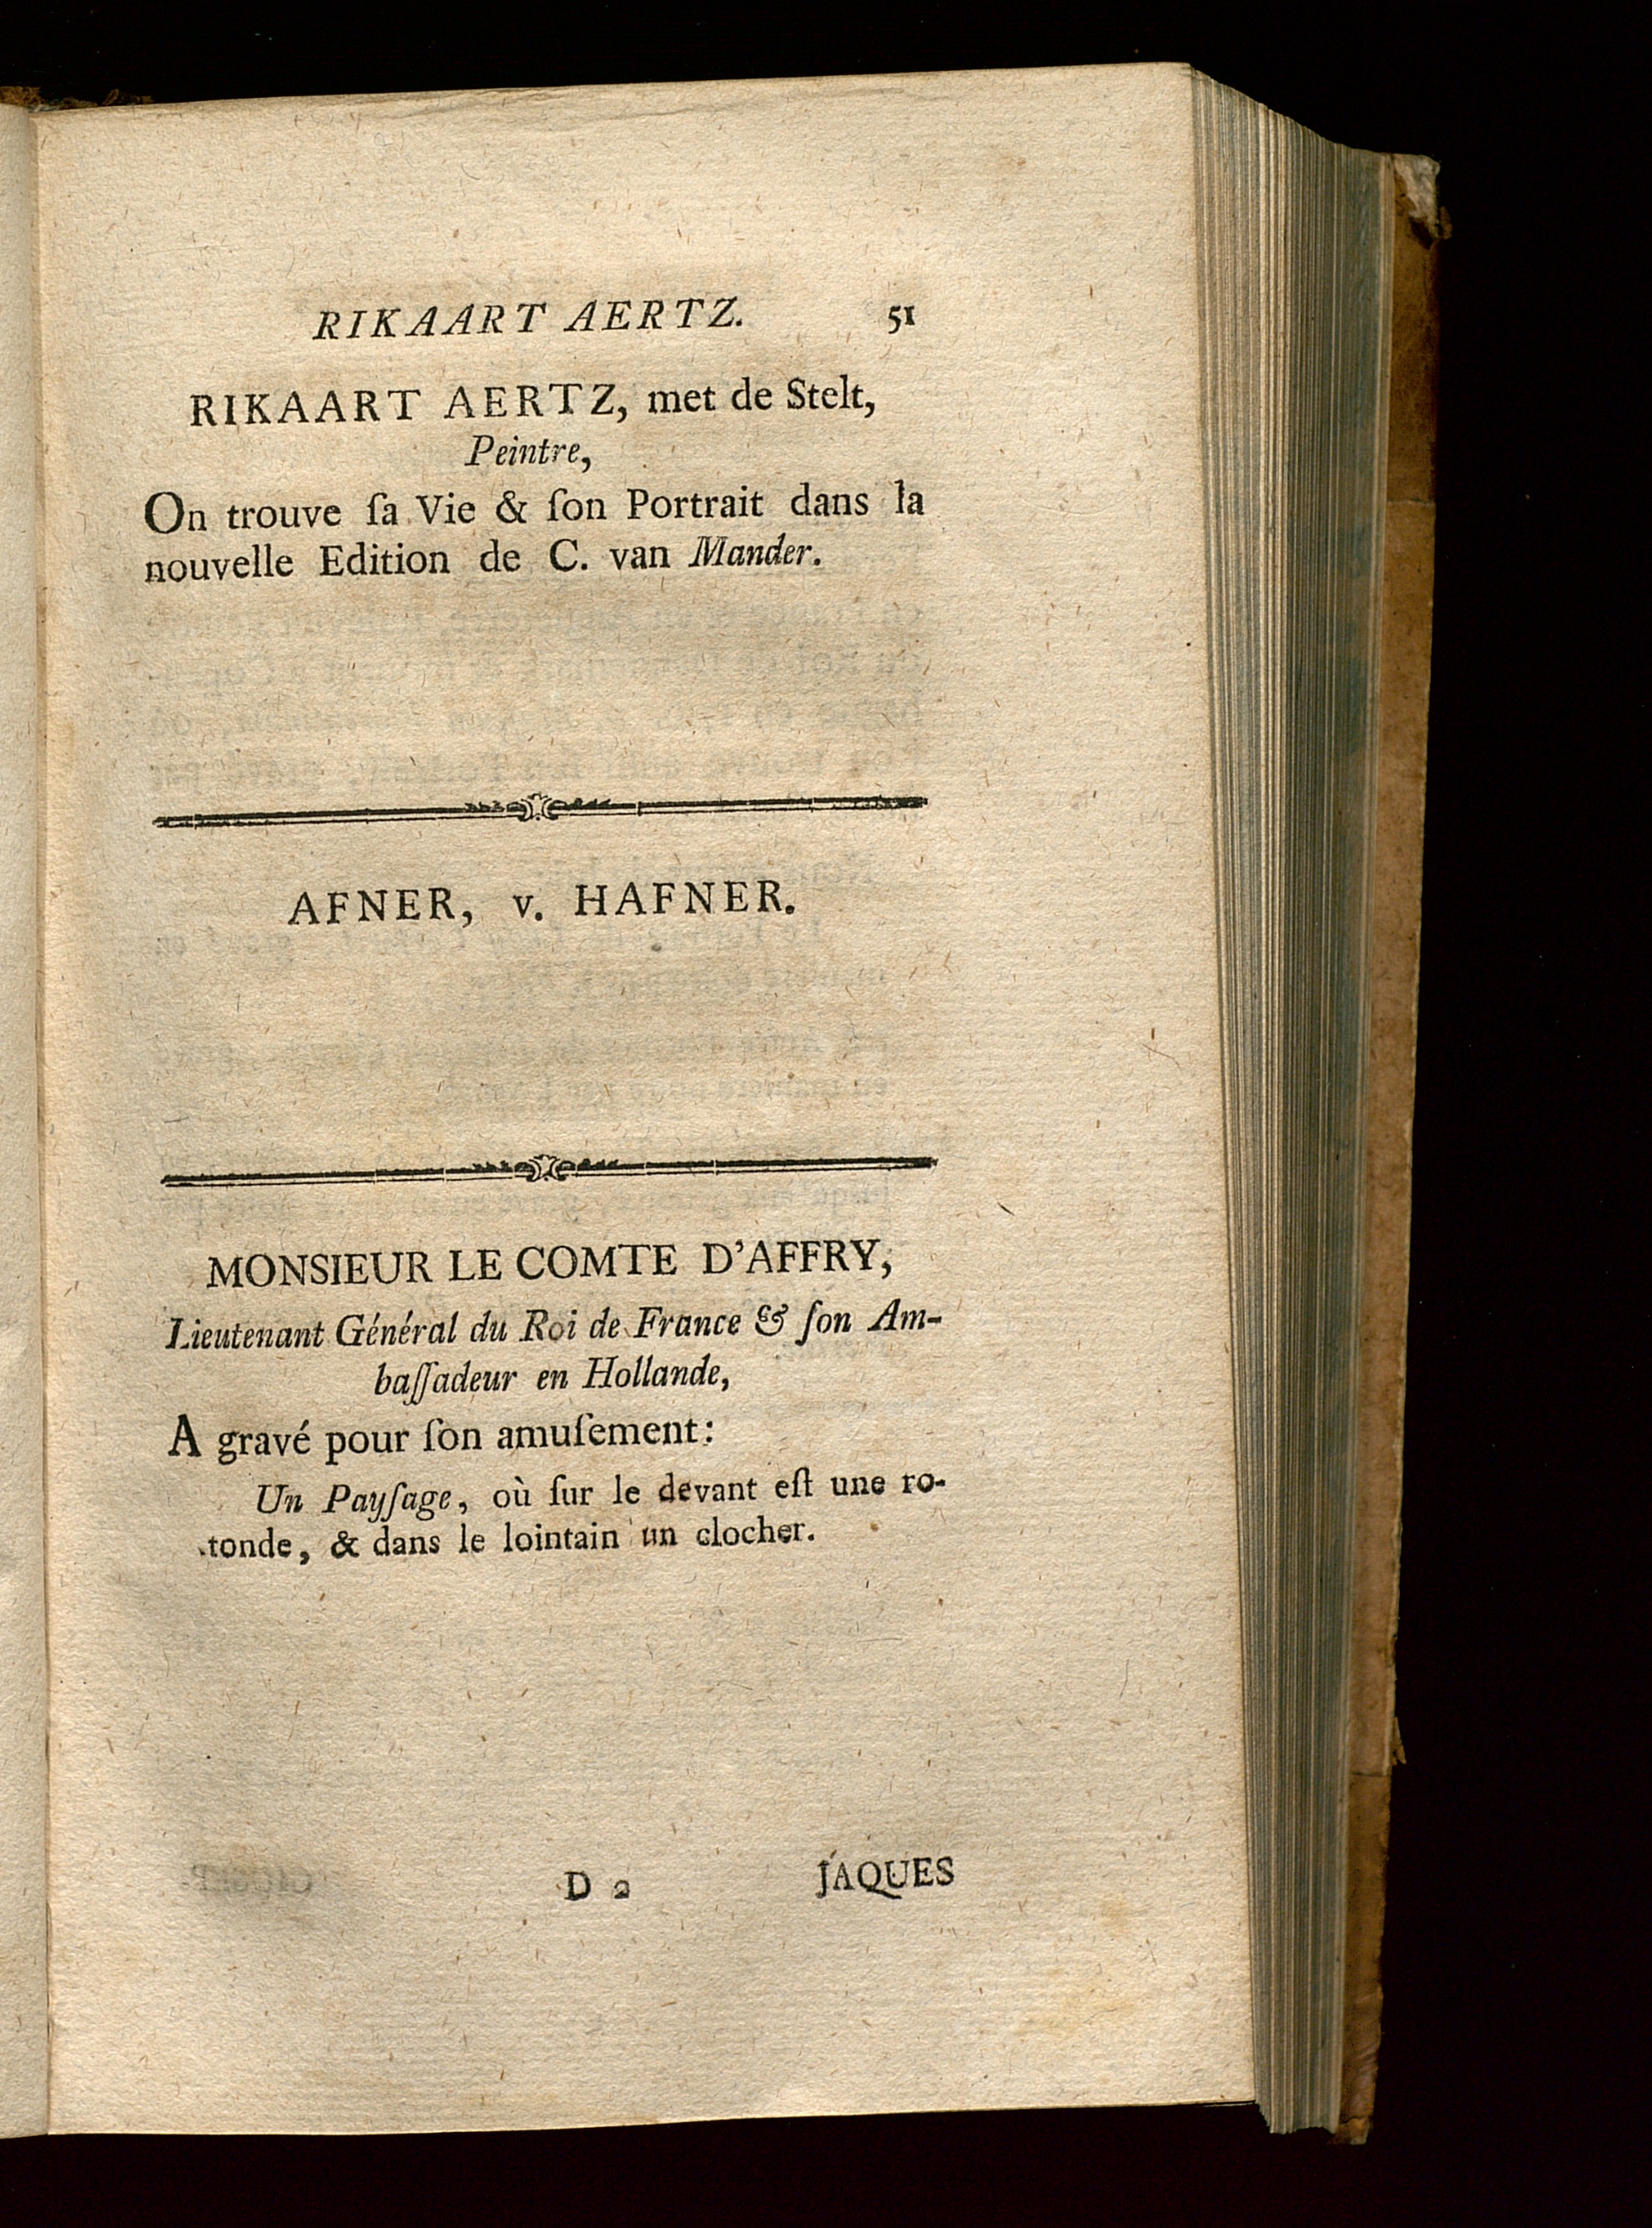 RIKAART AERTZ. 51
RIKAART AERTZ, met de Stelt,
Peintre,
On trouve ſa Vie & ſon Portrait dans la
nouvelle Edition de C. van Mander.
AFNER, v. HAFNER.
MONSIEUR LE COMTE D'AFFRY,
Lieutenant Général du Roi de France & ſon Am-
baſſadeur en Hollande,
A gravé pour ſon amuſement:
Un Payſage, où ſur le devant eſt une ro-
tonde, & dans le lointain un clocher.
D 2 JAQUES